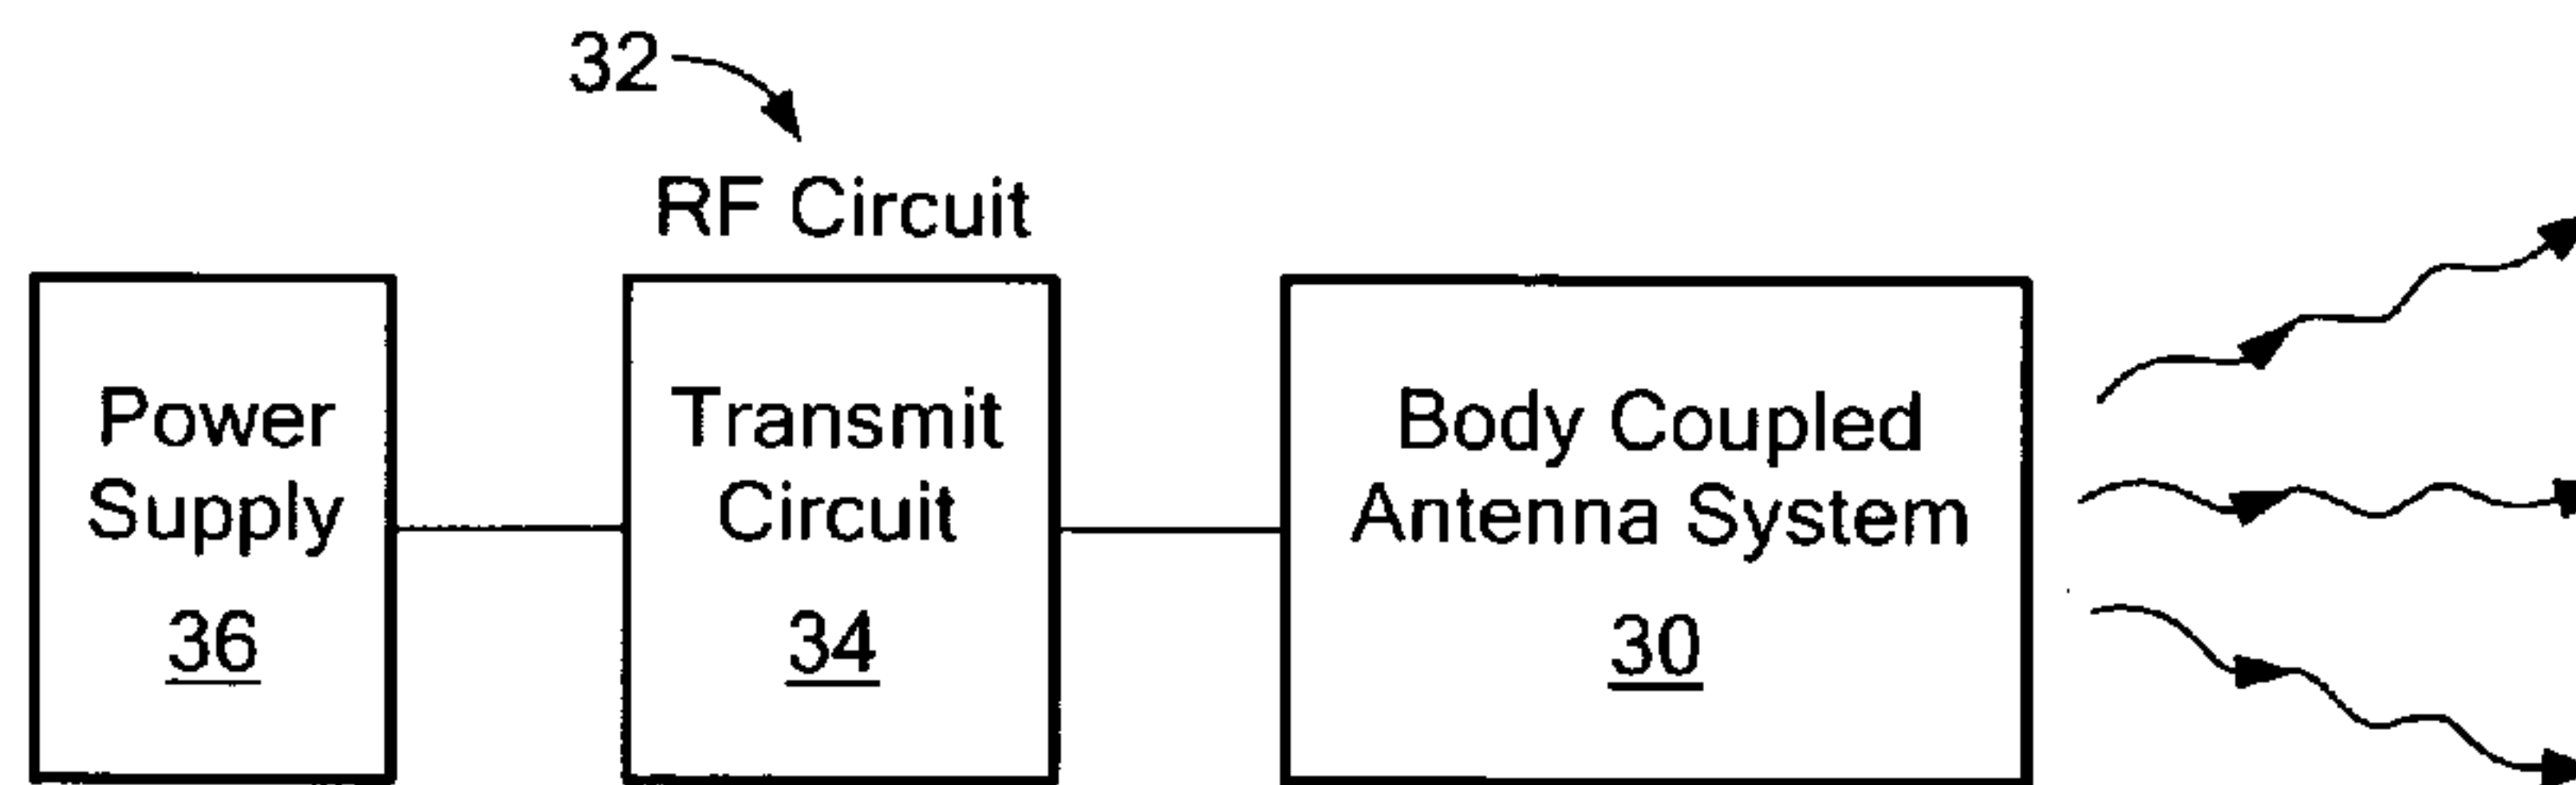 32
RF Circuit
Power
Supply
36
Transmit
Circuit
34
Body Coupled
Antenna System
30